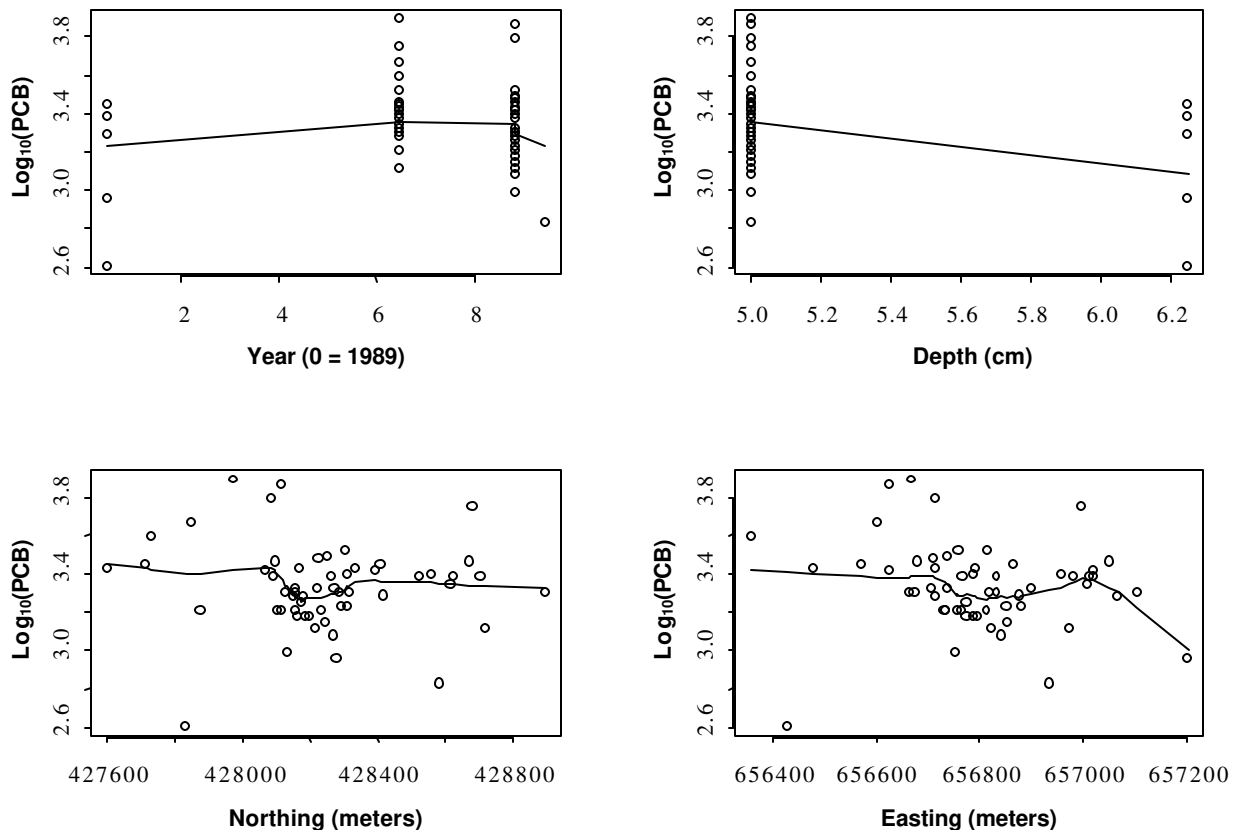 Log₁₀(PCB)
3.8
3.4
3.0
2.6
2 4 6 8
Year (0 = 1989)
Log₁₀(PCB)
3.8
3.4
3.0
2.6
5.0 5.2 5.4 5.6 5.8 6.0 6.2
Depth (cm)
Log₁₀(PCB)
3.8
3.4
3.0
2.6
427600 428000 428400 428800
Northing (meters)
Log₁₀(PCB)
3.8
3.4
3.0
2.6
656400 656600 656800 657000 657200
Easting (meters)